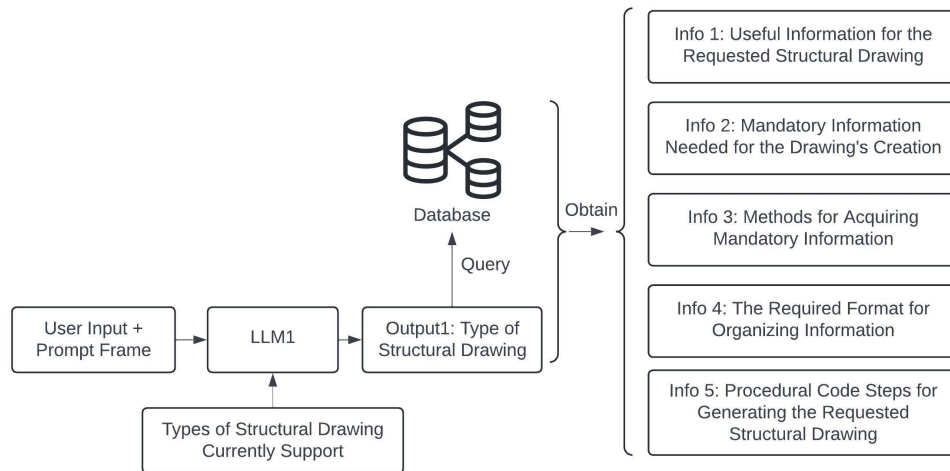 Info 1: Useful Information for the
Requested Structural Drawing
Info 2: Mandatory Information
Needed for the Drawing's Creation
Database
Obtain
Info 3: Methods for Acquiring
Mandatory Information
Query
User Input +
Prompt Frame
LLM1
Output1: Type of
Structural Drawing
Info 4: The Required Format for
Organizing Information
Types of Structural Drawing
Currently Support
Info 5: Procedural Code Steps for
Generating the Requested
Structural Drawing